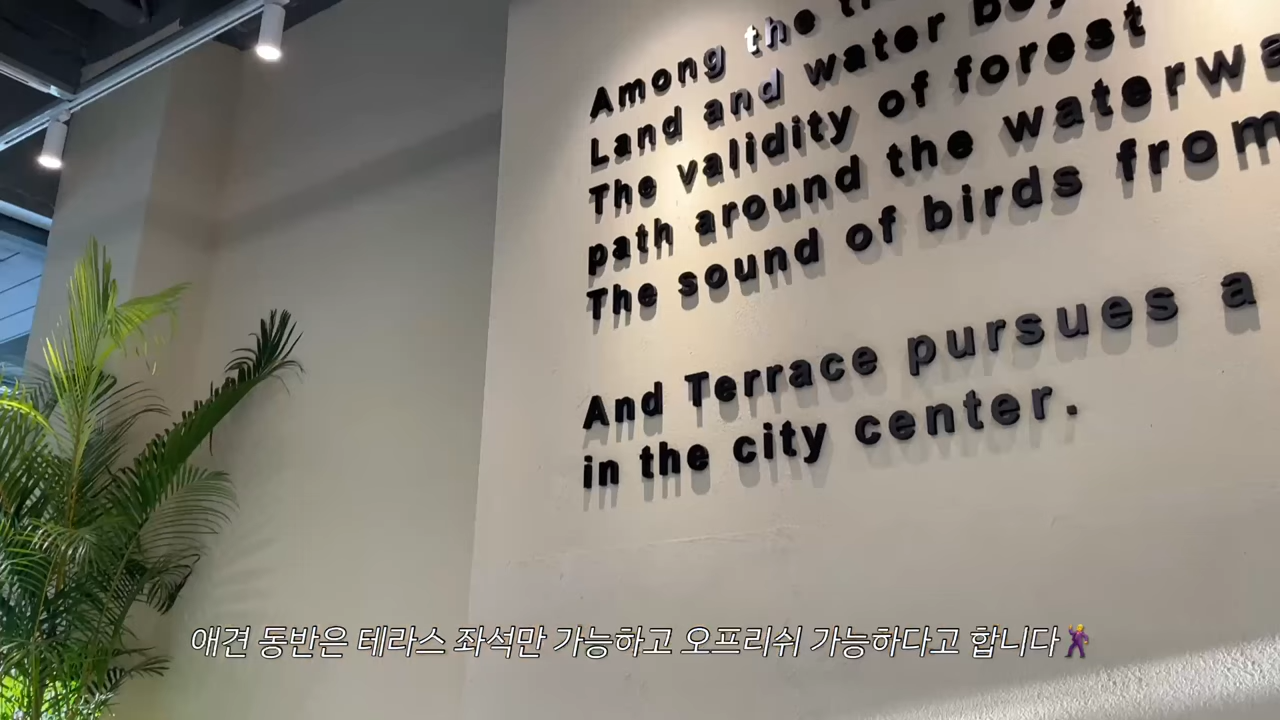 Among the
Land and water
The validity of forest
path around the
The sound of birds from
And Terrace pursues a
in the city center.
애견 동반은 테라스 좌석만 가능하고 오프리쉬 가능하다고 합니다